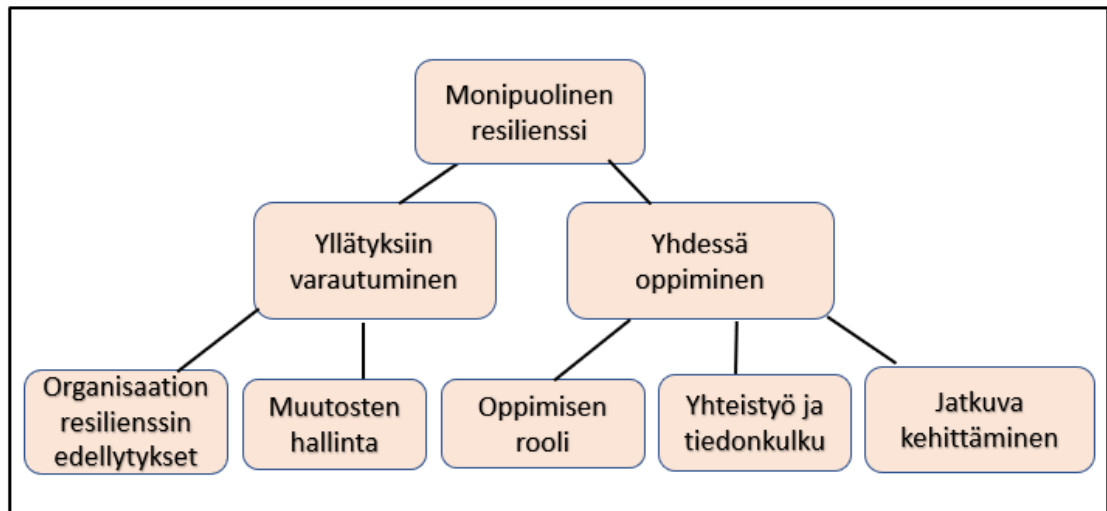 Monipuolinen
resilienssi
Yllätyksiin
varautuminen
Yhdessä
oppiminen
Organisaation
resilienssin
edellytykset
Muutosten
hallinta
Oppimisen
rooli
Yhteistyö ja
tiedonkulku
Jatkuva
kehittäminen